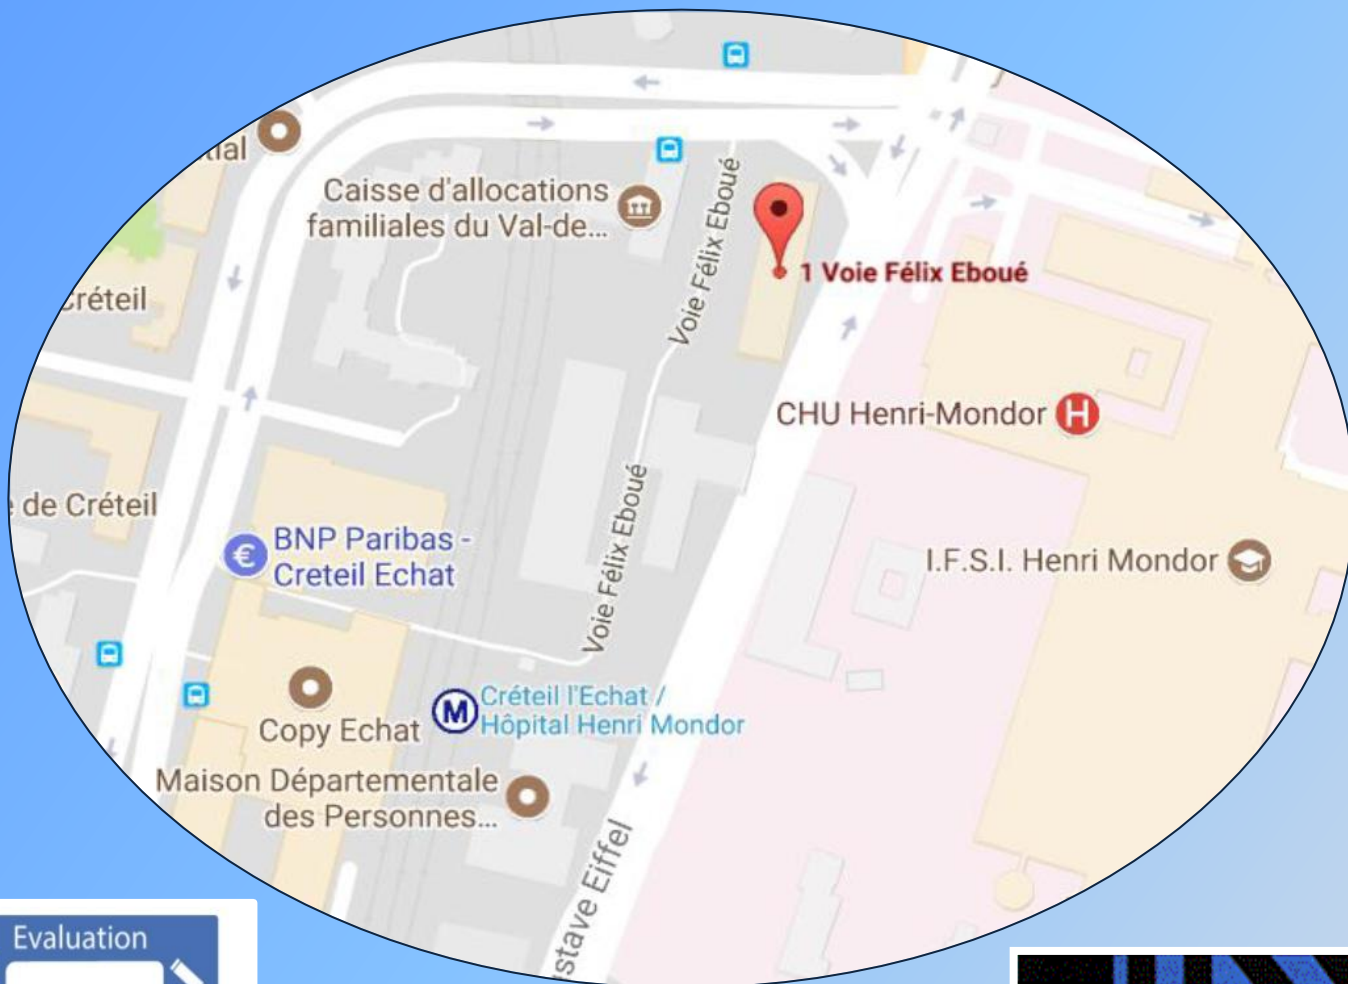 tial
Caisse d'allocations
familiales du Val-de...
Voie Félix Eboué
1 Voie Félix Eboué
Créteil
CHU Henri-Mondor H
de Créteil
BNP Paribas -
Creteil Echat
€
Voie Félix Eboué
I.F.S.I. Henri Mondor
Copy Echat
M
Créteil l'Echat /
Hôpital Henri Mondor
Maison Départementale
des Personnes...
stave Eiffel
Evaluation